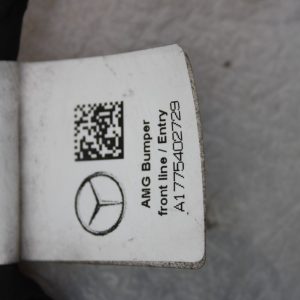 AMG Bumper
front line / Entry
A1775402729